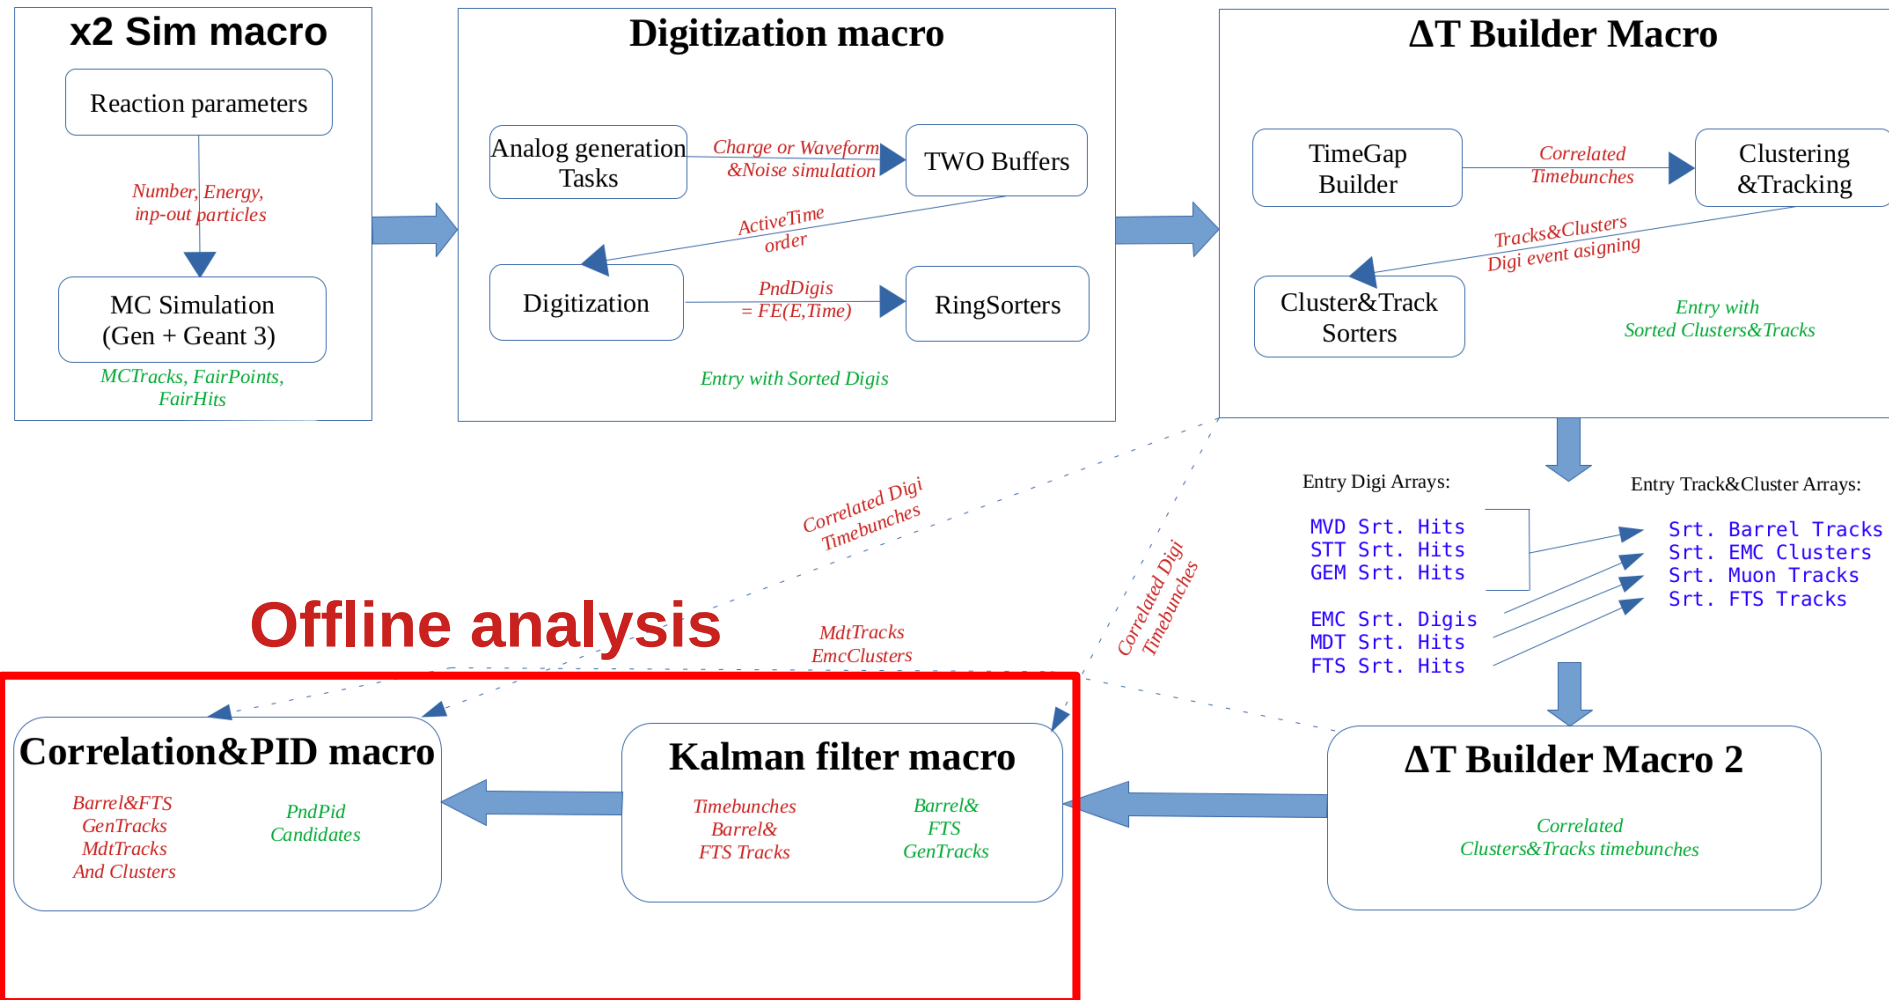 x2 Sim macro
Reaction parameters
Number, Energy,
inp-out particles
MC Simulation
(Gen + Geant 3)
MCTracks, FairPoints,
FairHits
Digitization macro
Analog generation
Tasks
Charge or Waveform
&Noise simulation
TWO Buffers
ActiveTime
order
Digitization
PndDigis
= FE(E,Time)
RingSorters
Entry with Sorted Digis
ΔT Builder Macro
TimeGap
Builder
Correlated
Timebunches
Clustering
&Tracking
Tracks&Clusters
Digi event asigning
Cluster&Track
Sorters
Entry with
Sorted Clusters&Tracks
Correlated Digi
Timebunches
Correlated Digi
Timebunches
Entry Digi Arrays:
MVD Srt. Hits
STT Srt. Hits
GEM Srt. Hits
EMC Srt. Digis
MDT Srt. Hits
FTS Srt. Hits
Entry Track&Cluster Arrays:
Srt. Barrel Tracks
Srt. EMC Clusters
Srt. Muon Tracks
Srt. FTS Tracks
Offline analysis
MdtTracks
EmcClusters
Correlation&PID macro
Barrel&FTS
GenTracks
MdtTracks
And Clusters
PndPid
Candidates
Kalman filter macro
Timebunches
Barrel&
FTS Tracks
Barrel&
FTS
GenTracks
ΔT Builder Macro 2
Correlated
Clusters&Tracks timebunches